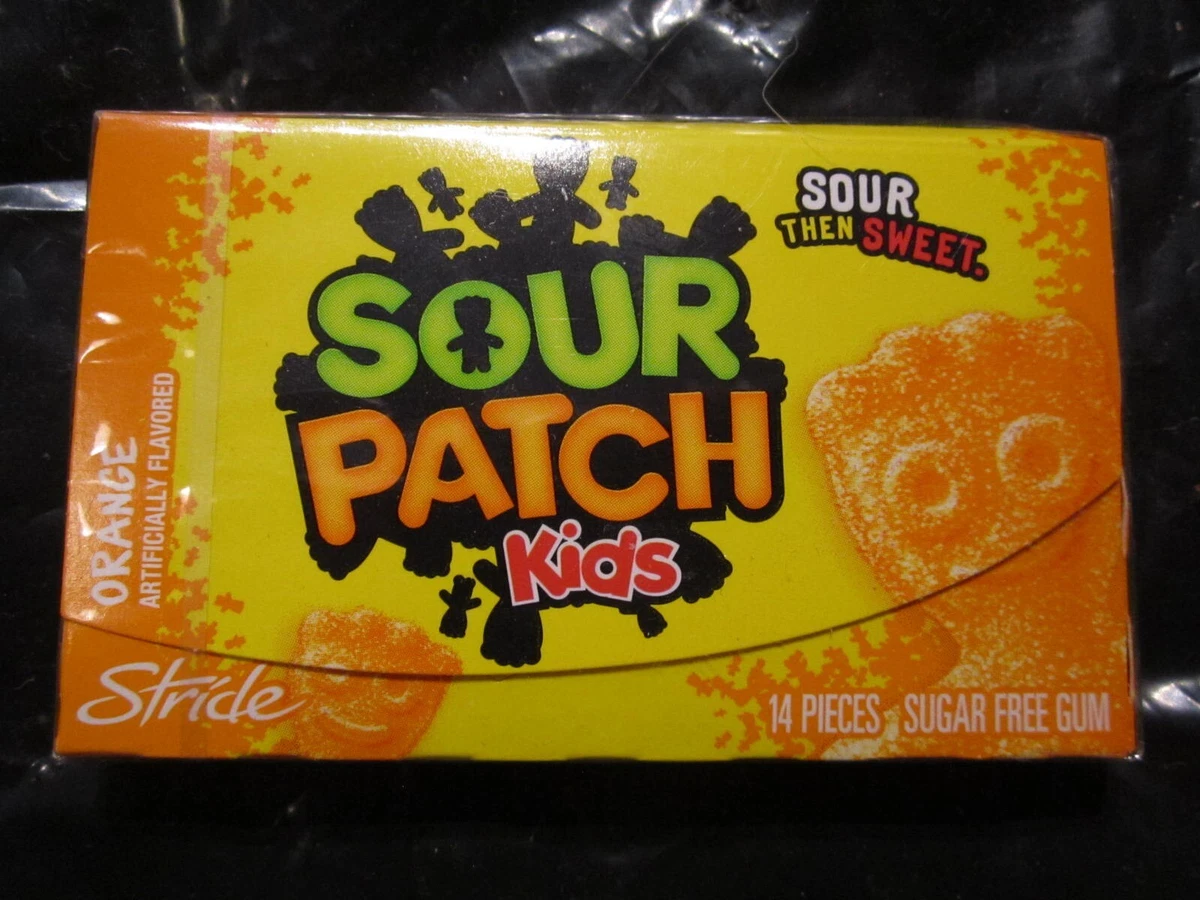 SOUR
THEN SWEET.
SOUR
PATCH
Kids
ORANGE
ARTIFICIALLY FLAVORED
Stride
14 PIECES SUGAR FREE GUM